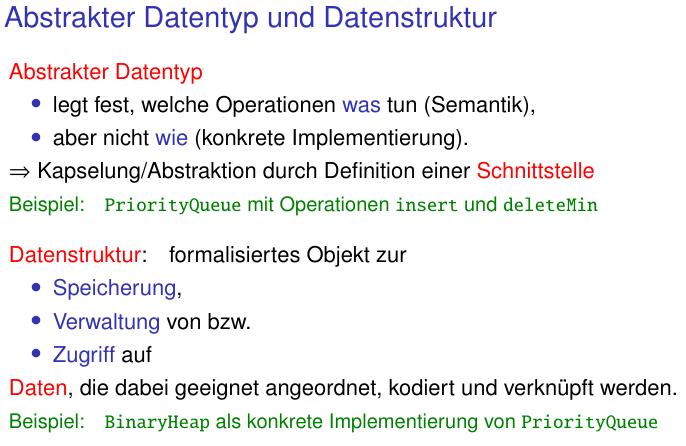 Abstrakter Datentyp und Datenstruktur
Abstrakter Datentyp
• legt fest, welche Operationen was tun (Semantik),
• aber nicht wie (konkrete Implementierung).
⇒ Kapselung/Abstraktion durch Definition einer Schnittstelle
Beispiel: PriorityQueue mit Operationen insert und deleteMin
Datenstruktur: formalisiertes Objekt zur
• Speicherung,
• Verwaltung von bzw.
• Zugriff auf
Daten, die dabei geeignet angeordnet, kodiert und verknüpft werden.
Beispiel: BinaryHeap als konkrete Implementierung von PriorityQueue